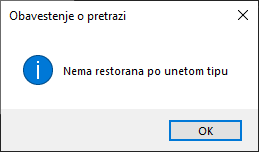 Obavestenje o pretrazi
Nema restorana po unetom tipu
OK